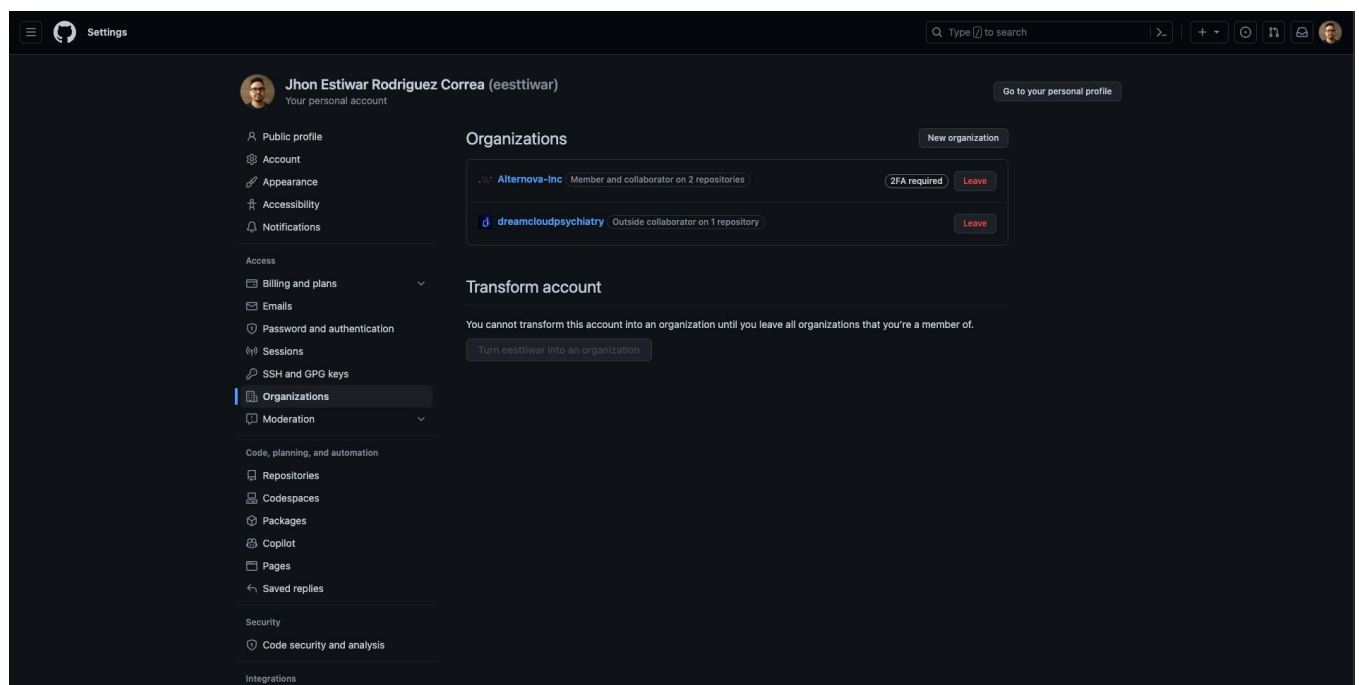 Settings
Type / to search
Jhon Estiwar Rodriguez Correa (eesttiwar)
Your personal account
Go to your personal profile
Public profile
Account
Appearance
Accessibility
Notifications
Access
Billing and plans
Emails
Password and authentication
Sessions
SSH and GPG keys
Organizations
Moderation
Code, planning, and automation
Repositories
Codespaces
Packages
Copilot
Pages
Saved replies
Security
Code security and analysis
Integrations
Organizations
New organization
Alternova-Inc Member and collaborator on 2 repositories 2FA required Leave
dreamcloudpsychiatry Outside collaborator on 1 repository Leave
Transform account
You cannot transform this account into an organization until you leave all organizations that you're a member of.
Turn eesttiwar into an organization